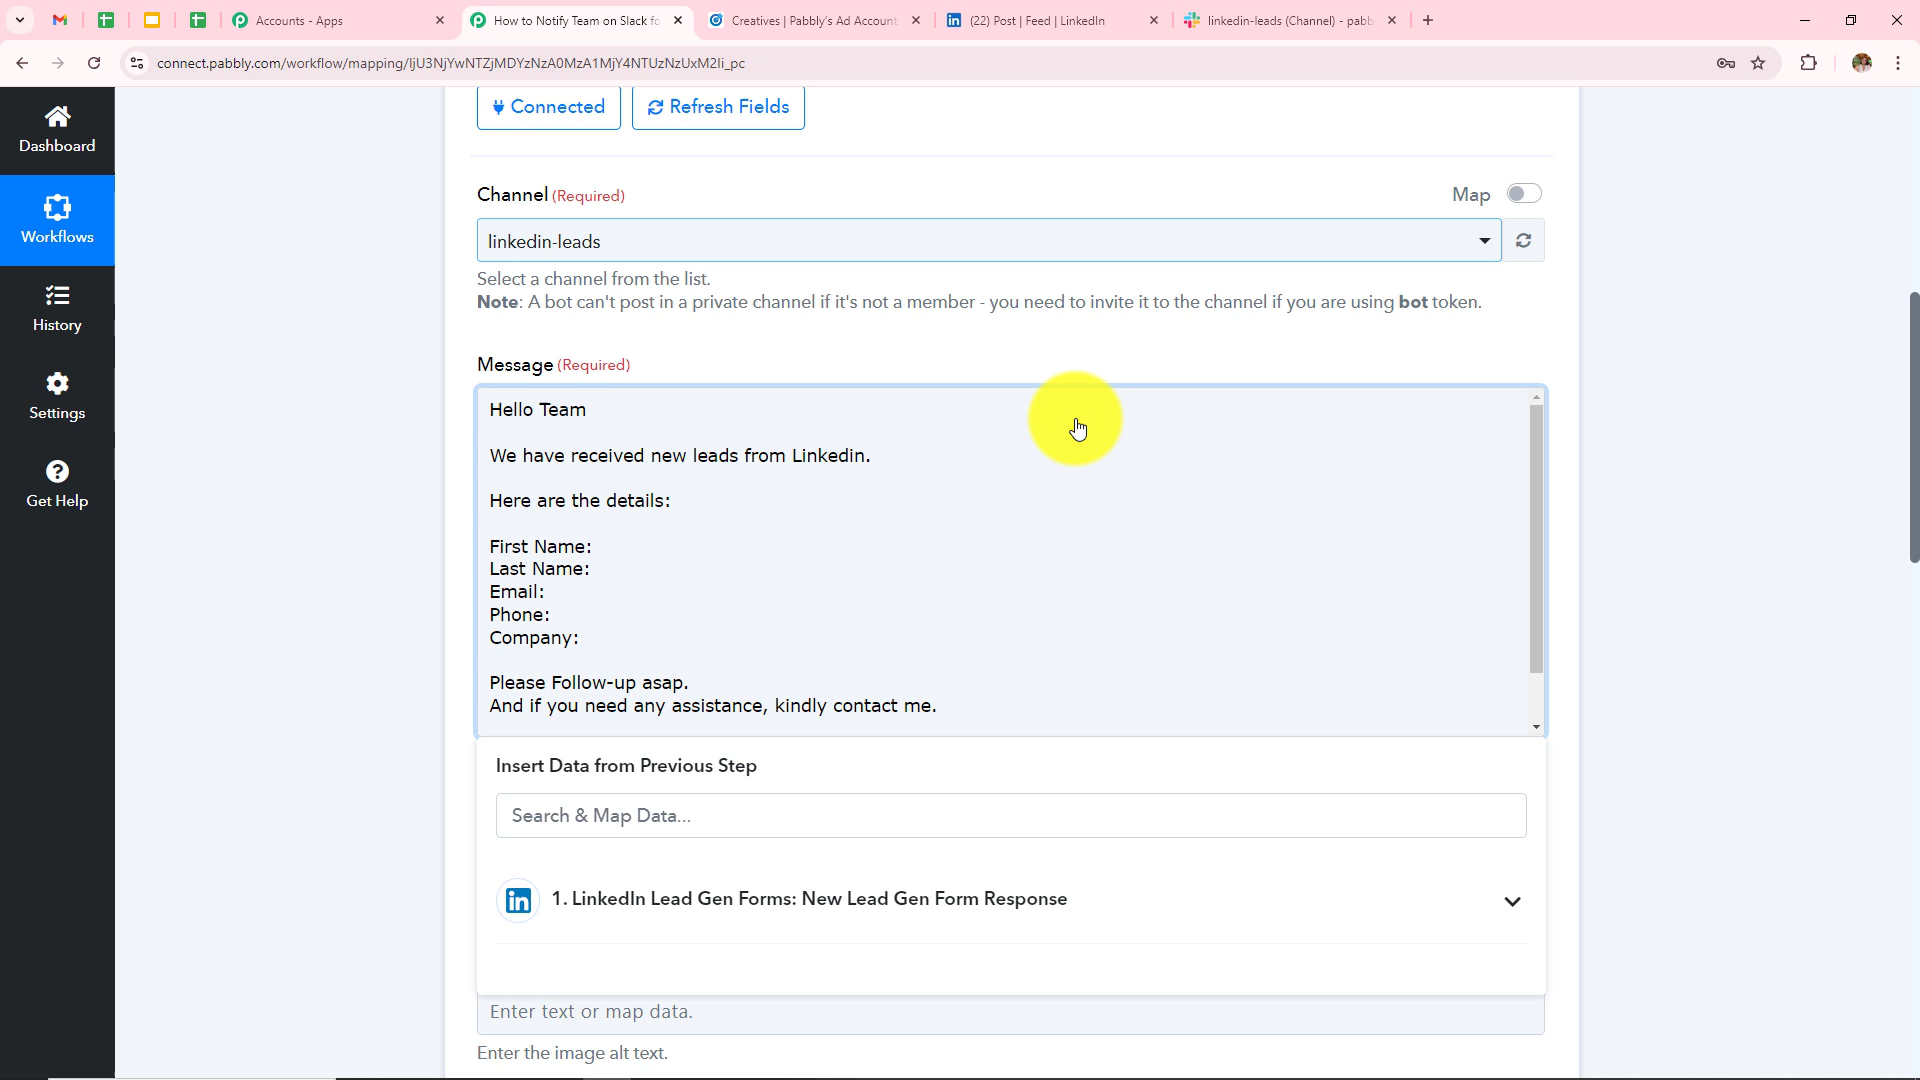 Accounts - Apps
How to Notify Team on Slack fo
Creatives | Pabbly's Ad Account
(22) Post | Feed | LinkedIn
linkedin-leads (Channel) - pabb
connect.pabbly.com/workflow/mapping/IjU3NjYwNTZjMDYzNzA0MzA1MjY4NTUzNzUxM2Ii_pc
Dashboard
Workflows
History
Settings
Get Help
Connected
Refresh Fields
Channel (Required)
Map
linkedin-leads
Select a channel from the list.
Note: A bot can't post in a private channel if it's not a member - you need to invite it to the channel if you are using bot token.
Message (Required)
Hello Team
We have received new leads from Linkedin.
Here are the details:
First Name:
Last Name:
Email:
Phone:
Company:
Please Follow-up asap.
And if you need any assistance, kindly contact me.
Insert Data from Previous Step
Search & Map Data...
1. LinkedIn Lead Gen Forms: New Lead Gen Form Response
Enter text or map data.
Enter the image alt text.